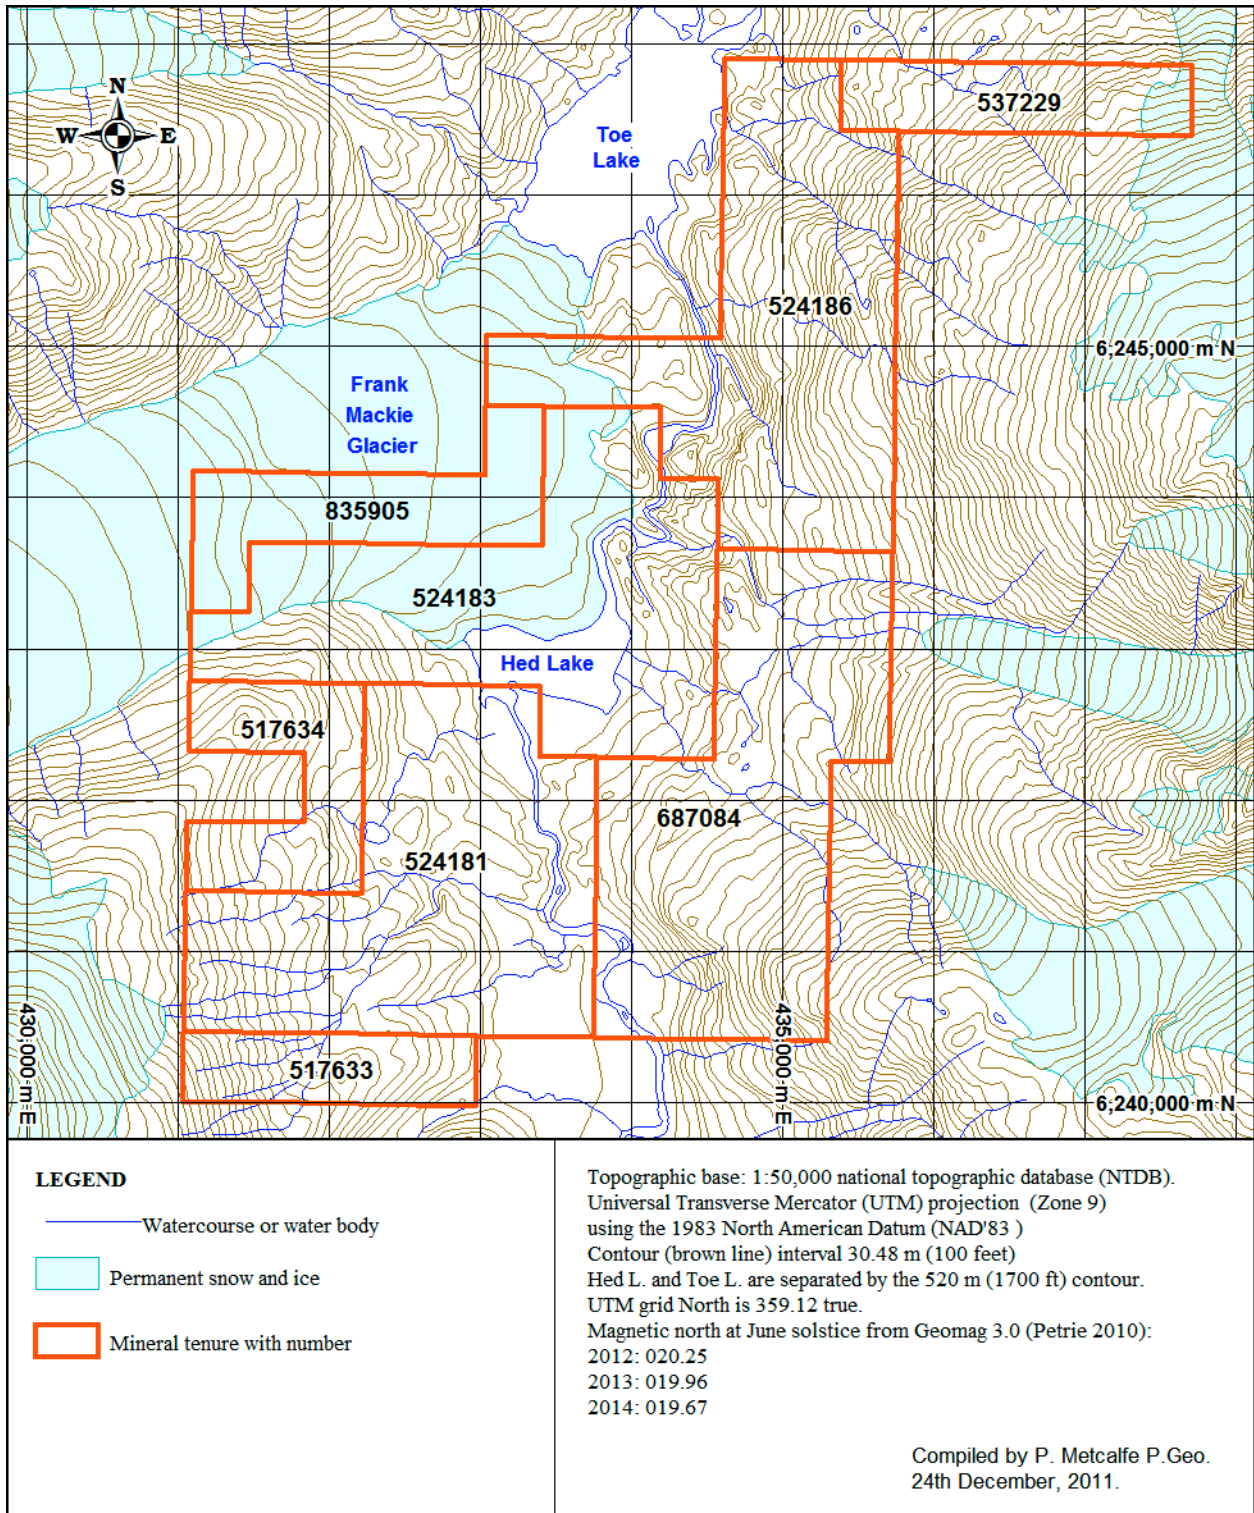 N
W E
S
537229
Toe
Lake
524186
6,245,000 m N
Frank
Mackie
Glacier
835905
524183
Hed Lake
517634
687084
524181
430,000 m E
435,000 m E
517633
6,240,000 m N
LEGEND
Watercourse or water body
Permanent snow and ice
Mineral tenure with number
Topographic base: 1:50,000 national topographic database (NTDB).
Universal Transverse Mercator (UTM) projection (Zone 9)
using the 1983 North American Datum (NAD'83 )
Contour (brown line) interval 30.48 m (100 feet)
Hed L. and Toe L. are separated by the 520 m (1700 ft) contour.
UTM grid North is 359.12 true.
Magnetic north at June solstice from Geomag 3.0 (Petrie 2010):
2012: 020.25
2013: 019.96
2014: 019.67
Compiled by P. Metcalfe P.Geo.
24th December, 2011.